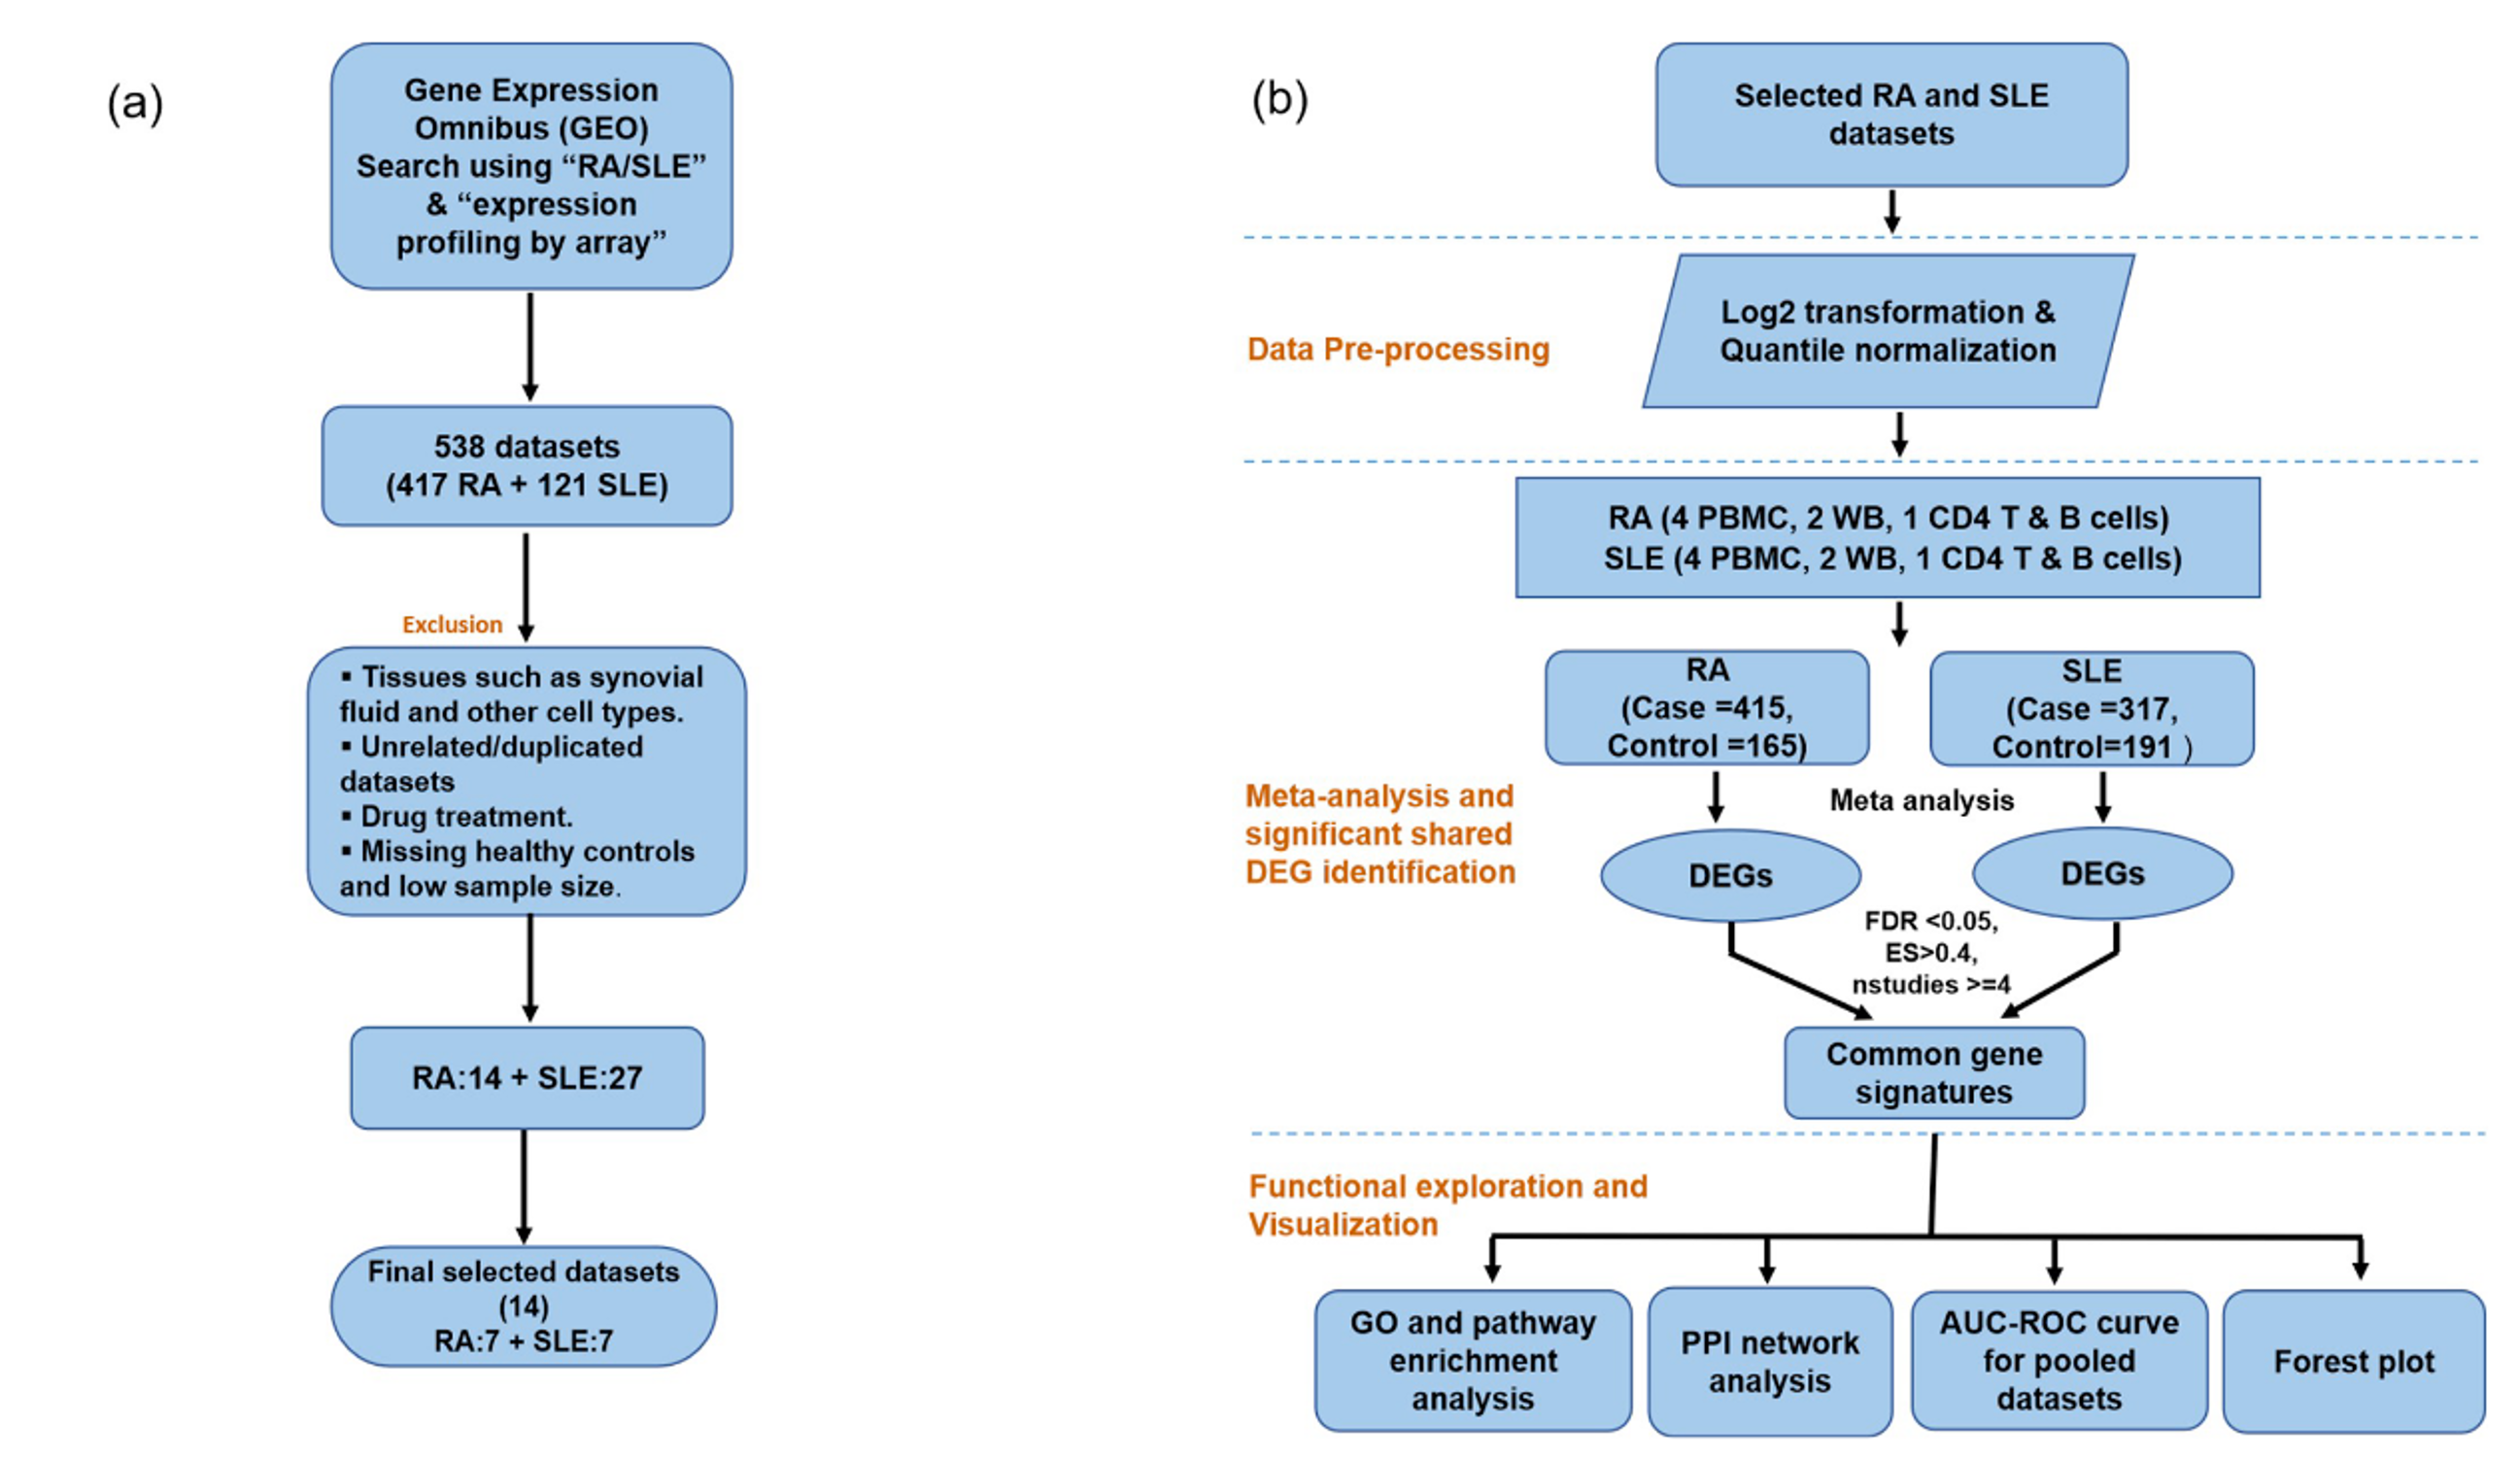 (a)
Gene Expression
Omnibus (GEO)
Search using “RA/SLE”
& “expression
profiling by array”
538 datasets
(417 RA + 121 SLE)
Exclusion
▪ Tissues such as synovial
fluid and other cell types.
▪ Unrelated/duplicated
datasets
▪ Drug treatment.
▪ Missing healthy controls
and low sample size.
RA:14 + SLE:27
Final selected datasets
(14)
RA:7 + SLE:7
(b)
Selected RA and SLE
datasets
Data Pre-processing
Log2 transformation &
Quantile normalization
RA (4 PBMC, 2 WB, 1 CD4 T & B cells)
SLE (4 PBMC, 2 WB, 1 CD4 T & B cells)
RA
(Case =415,
Control =165)
SLE
(Case =317,
Control=191 )
Meta-analysis and
significant shared
DEG identification
Meta analysis
DEGs
DEGs
FDR <0.05,
ES>0.4,
nstudies >=4
Common gene
signatures
Functional exploration and
Visualization
GO and pathway
enrichment
analysis
PPI network
analysis
AUC-ROC curve
for pooled
datasets
Forest plot